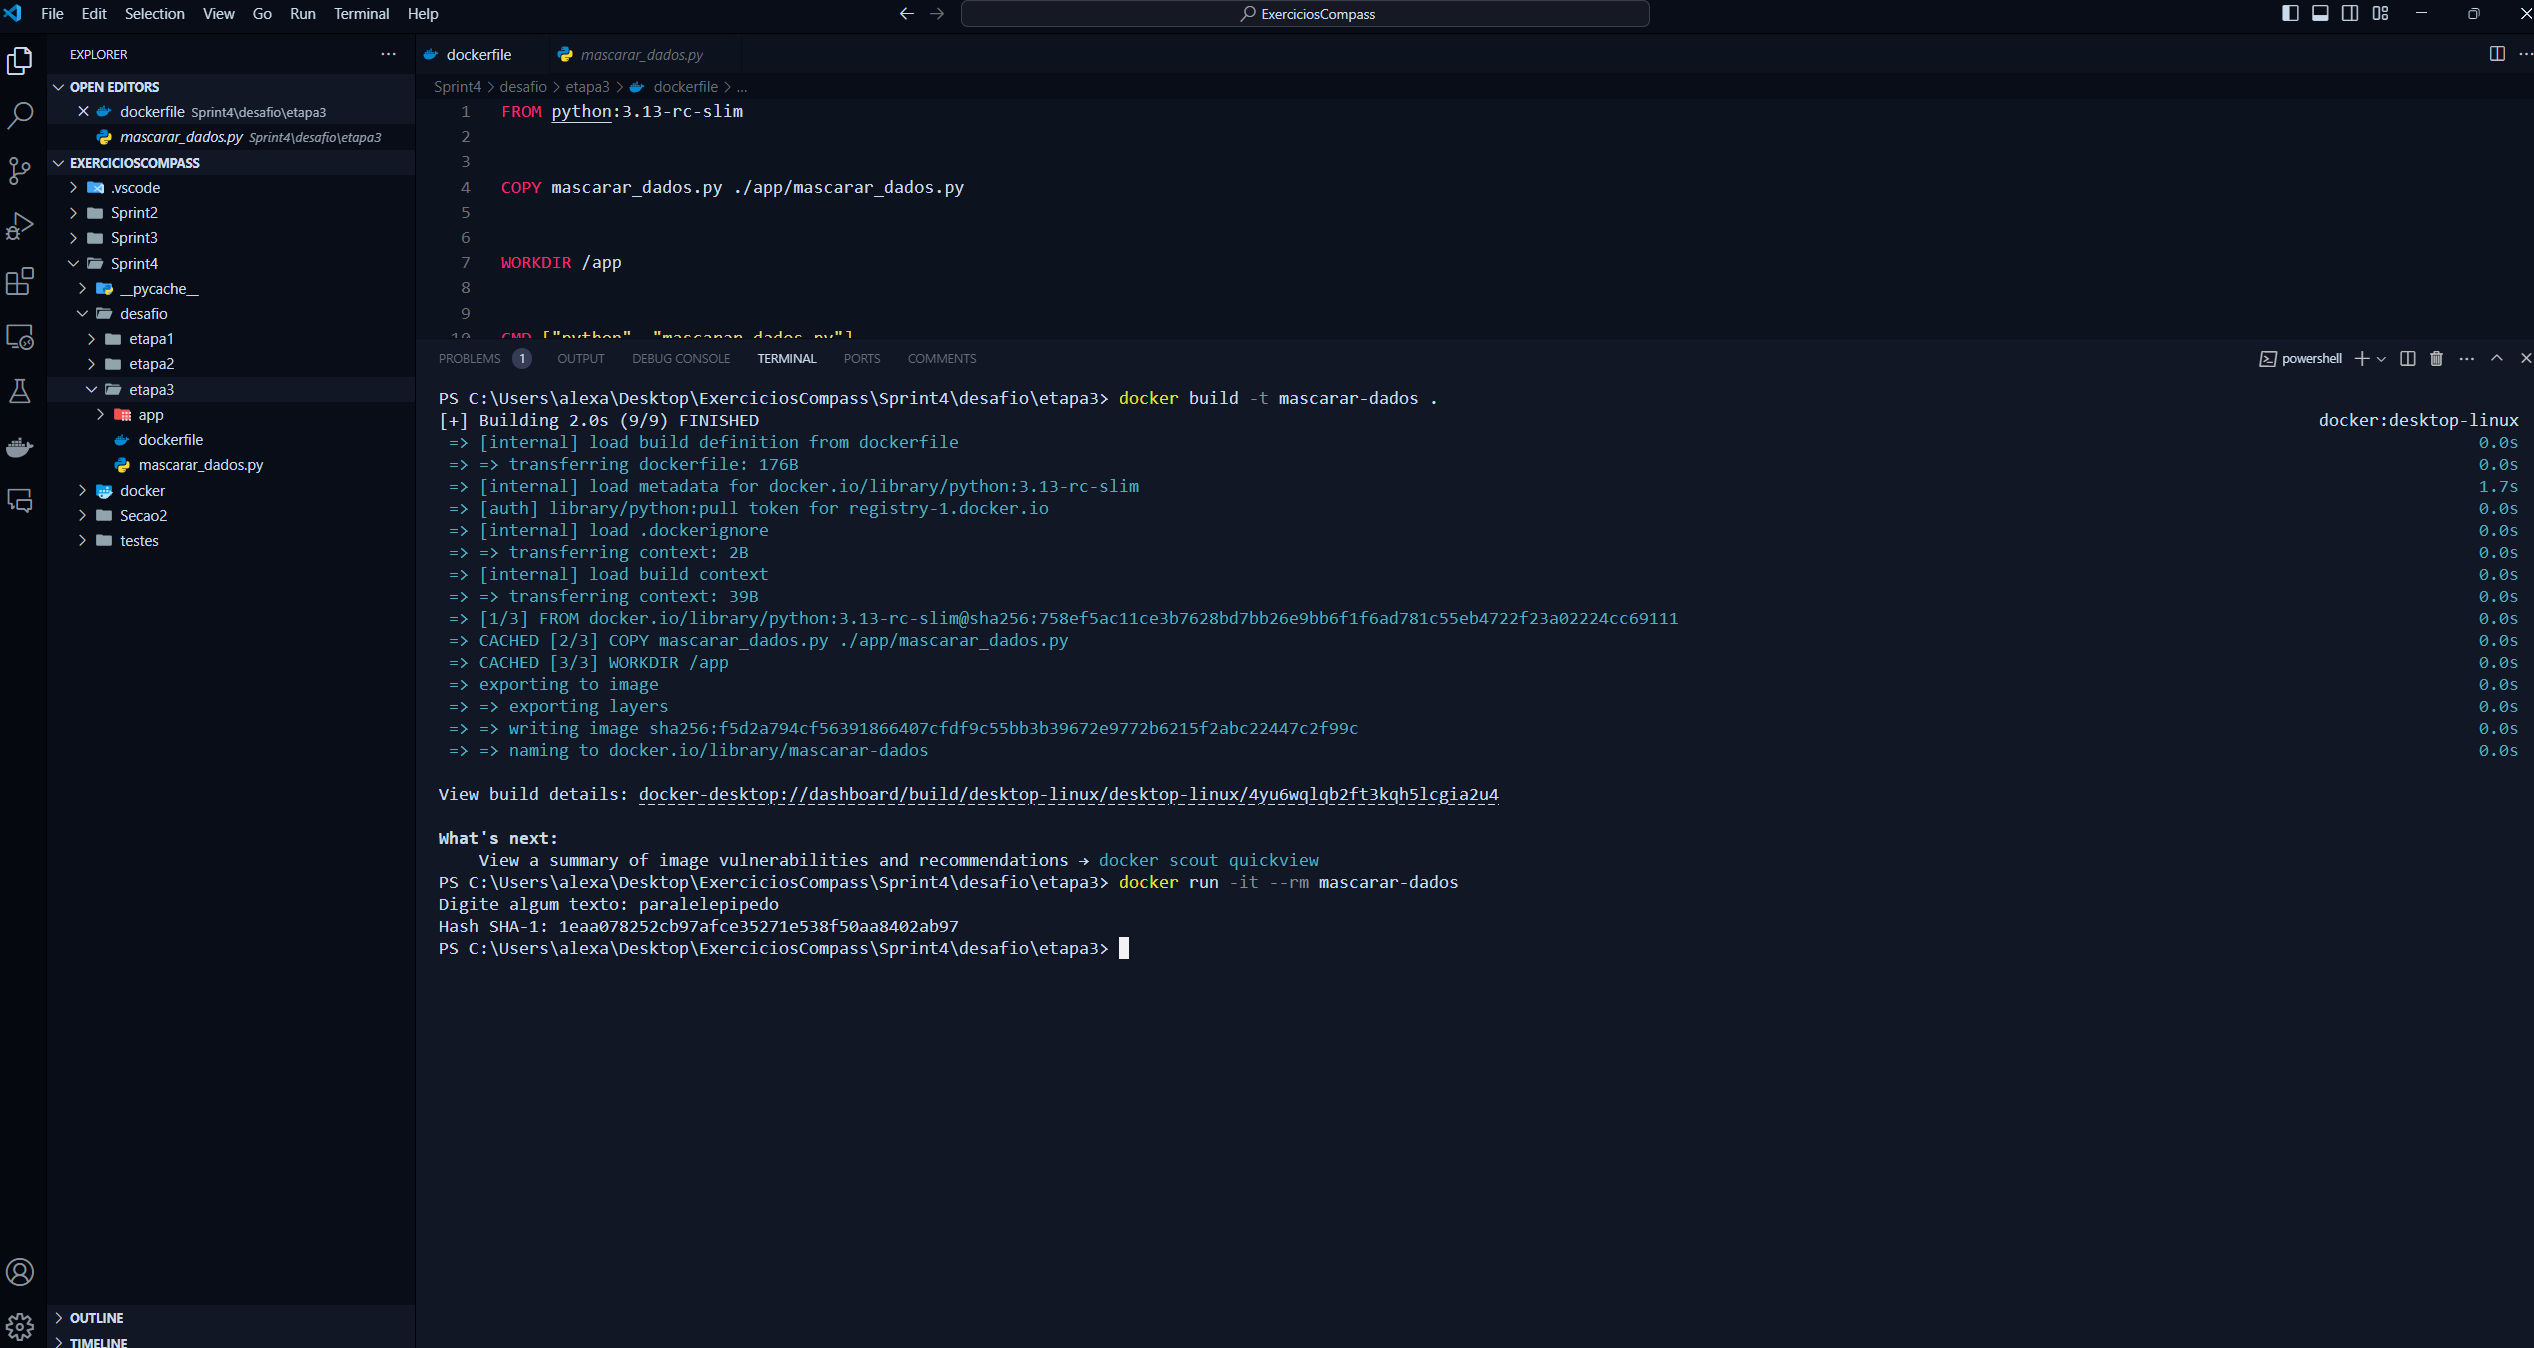 File Edit Selection View Go Run Terminal Help
ExerciciosCompass
EXPLORER
OPEN EDITORS
dockerfile Sprint4\desafio\etapa3
mascarar_dados.py Sprint4\desafio\etapa3
EXERCICIOSCOMPASS
.vscode
Sprint2
Sprint3
Sprint4
__pycache__
desafio
etapa1
etapa2
etapa3
app
dockerfile
mascarar_dados.py
docker
Secao2
testes
OUTLINE
TIMELINE
dockerfile mascarar_dados.py
Sprint4 > desafio > etapa3 > dockerfile > ...
1 FROM python:3.13-rc-slim
2
3
4 COPY mascarar_dados.py ./app/mascarar_dados.py
5
6
7 WORKDIR /app
8
9
10 CMD ["python", "mascarar_dados.py"]
PROBLEMS 1 OUTPUT DEBUG CONSOLE TERMINAL PORTS COMMENTS
powershell
PS C:\Users\alexa\Desktop\ExerciciosCompass\Sprint4\desafio\etapa3> docker build -t mascarar-dados .
[+] Building 2.0s (9/9) FINISHED docker:desktop-linux
=> [internal] load build definition from dockerfile 0.0s
=> => transferring dockerfile: 176B 0.0s
=> [internal] load metadata for docker.io/library/python:3.13-rc-slim 1.7s
=> [auth] library/python:pull token for registry-1.docker.io 0.0s
=> [internal] load .dockerignore 0.0s
=> => transferring context: 2B 0.0s
=> [internal] load build context 0.0s
=> => transferring context: 39B 0.0s
=> [1/3] FROM docker.io/library/python:3.13-rc-slim@sha256:758ef5ac11ce3b7628bd7bb26e9bb6f1f6ad781c55eb4722f23a02224cc69111 0.0s
=> CACHED [2/3] COPY mascarar_dados.py ./app/mascarar_dados.py 0.0s
=> CACHED [3/3] WORKDIR /app 0.0s
=> exporting to image 0.0s
=> => exporting layers 0.0s
=> => writing image sha256:f5d2a794cf56391866407cfdf9c55bb3b39672e9772b6215f2abc22447c2f99c 0.0s
=> => naming to docker.io/library/mascarar-dados 0.0s
View build details: docker-desktop://dashboard/build/desktop-linux/desktop-linux/4yu6wqlqb2ft3kqh5lcgia2u4
What's next:
View a summary of image vulnerabilities and recommendations → docker scout quickview
PS C:\Users\alexa\Desktop\ExerciciosCompass\Sprint4\desafio\etapa3> docker run -it --rm mascarar-dados
Digite algum texto: paralelepipedo
Hash SHA-1: 1eaa078252cb97afce35271e538f50aa8402ab97
PS C:\Users\alexa\Desktop\ExerciciosCompass\Sprint4\desafio\etapa3>